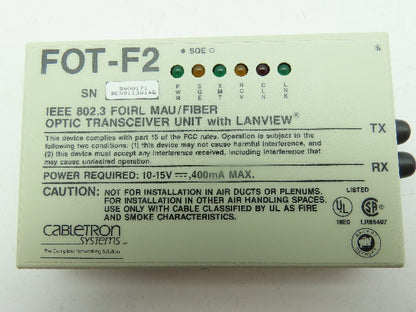 FOT-F2
SQE
SN
PWR SQE XMT RCV CLN LNK
IEEE 802.3 FOIRL MAU/FIBER
OPTIC TRANSCEIVER UNIT with LANVIEW®
TX
This device complies with part 15 of the FCC rules. Operation is subject to the
following two conditions: (1) this device may not cause harmful interference, and
(2) this device must accept any interference received, including interference that
may cause undesired operation.
RX
POWER REQUIRED: 10-15V ⎓,400mA MAX.
CAUTION: NOT FOR INSTALLATION IN AIR DUCTS OR PLENUMS.
FOR INSTALLATION IN OTHER AIR HANDLING SPACES.
USE ONLY WITH CABLE CLASSIFIED BY UL AS FIRE
AND SMOKE CHARACTERISTICS.
LISTED
UL
SA
16EC LR85407
CABLETRON
SYSTEMS
The Complete Networking Solution